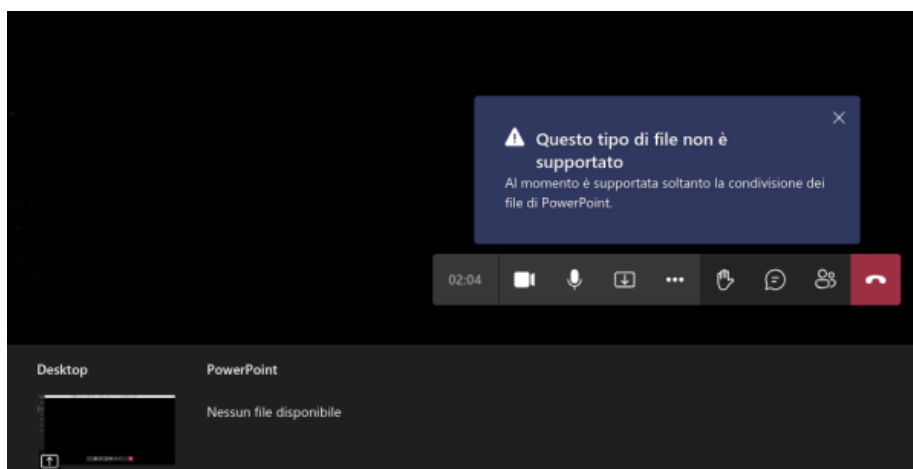 Questo tipo di file non è
supportato
Al momento è supportata soltanto la condivisione dei
file di PowerPoint.
02:04
Desktop
PowerPoint
Nessun file disponibile